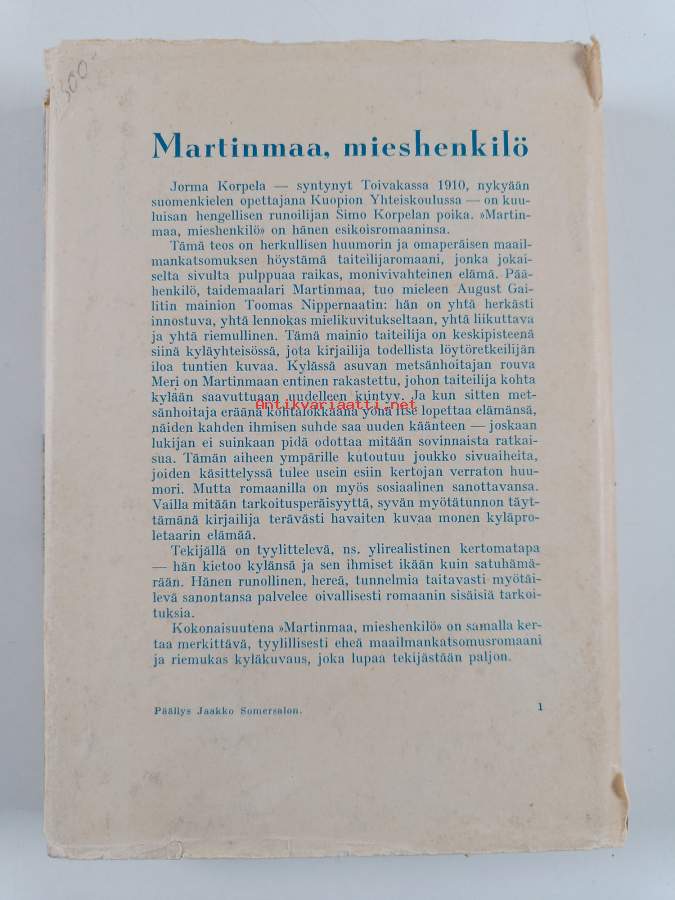 500-
Martinmaa, mieshenkilö
Jorma Korpela — syntynyt Toivakassa 1910, nykyään
suomenkielen opettajana Kuopion Yhteiskoulussa — on kuu-
luisan hengellisen runoilijan Simo Korpelan poika. »Martin-
maa, mieshenkilö» on hänen esikoisromaaninsa.
Tämä teos on herkullisen huumorin ja omaperäisen maail-
mankatsomuksen höystämä taiteilijaromaani, jonka jokai-
selta sivulta pulppuaa raikas, monivivahteinen elämä. Pää-
henkilö, taidemaalari Martinmaa, tuo mieleen August Gai-
litin mainion Toomas Nippernaatin: hän on yhtä herkästi
innostuva, yhtä lennokas mielikuvitukseltaan, yhtä liikuttava
ja yhtä riemullinen. Tämä mainio taiteilija on keskipisteenä
siinä kyläyhteisössä, jota kirjailija todellista löytöretkeilijän
iloa tuntien kuvaa. Kylässä asuvan metsänhoitajan rouva
Meri on Martinmaan entinen rakastettu, johon taiteilija kohta
kylään saavuttuaan uudelleen kiintyy. Ja kun sitten met-
sänhoitaja eräänä kohtalokkaana yönä itse lopettaa elämänsä,
näiden kahden ihmisen suhde saa uuden käänteen — joskaan
lukijan ei suinkaan pidä odottaa mitään sovinnaista ratkai-
sua. Tämän aiheen ympärille kutoutuu joukko sivuaiheita,
joiden käsittelyssä tulee usein esiin kertojan verraton huu-
mori. Mutta romaanilla on myös sosiaalinen sanottavansa.
Vailla mitään tarkoitusperäisyyttä, syvän myötätunnon täyt-
tämänä kirjailija terävästi havaiten kuvaa monen kyläpro-
letaarin elämää.
Tekijällä on tyylittelevä, ns. ylirealistinen kertomatapa
— hän kietoo kylänsä ja sen ihmiset ikään kuin satuhämä-
rään. Hänen runollinen, hereä, tunnelmia taitavasti myötäi-
levä sanontansa palvelee oivallisesti romaanin sisäisiä tarkoi-
tuksia.
Kokonaisuutena »Martinmaa, mieshenkilö» on samalla ker-
taa merkittävä, tyylillisesti eheä maailmankatsomusromaani
ja riemukas kyläkuvaus, joka lupaa tekijästään paljon.
Päällys Jaakko Somersalon.
1
Antikvariaatti.net